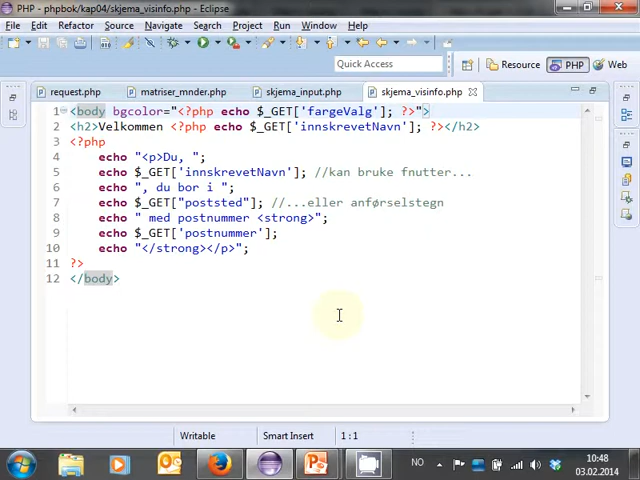 PHP - phpbok/kap04/skjema_visinfo.php - Eclipse
File Edit Refactor Source Navigate Search Project Run Window Help
Quick Access Resource PHP Web
request.php matriser_mnder.php skjema_input.php skjema_visinfo.php
1 <body bgcolor="<?php echo $_GET['fargeValg']; ?>">
2 <h2>Velkommen <?php echo $_GET['innskrevetNavn']; ?></h2>
3 <?php
4 echo "<p>Du, ";
5 echo $_GET['innskrevetNavn']; //kan bruke fnutter...
6 echo ", du bor i ";
7 echo $_GET["poststed"]; //...eller anførselstegn
8 echo " med postnummer <strong>";
9 echo $_GET['postnummer'];
10 echo "</strong></p>";
11 ?>
12 </body>
Writable Smart Insert 1 : 1
NO 10:48
03.02.2014